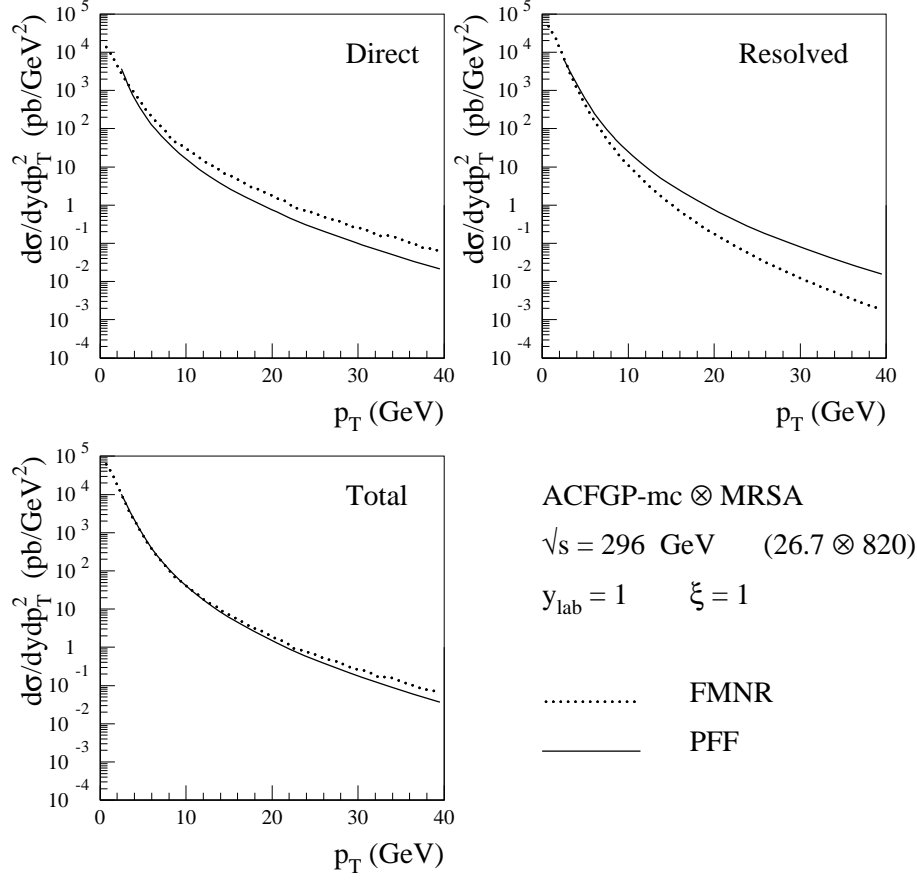 Direct
dσ/dydp_T^2 (pb/GeV^2)
10^5
10^4
10^3
10^2
10
1
10^-1
10^-2
10^-3
10^-4
0 10 20 30 40
p_T (GeV)
Resolved
dσ/dydp_T^2 (pb/GeV^2)
10^5
10^4
10^3
10^2
10
1
10^-1
10^-2
10^-3
10^-4
0 10 20 30 40
p_T (GeV)
Total
dσ/dydp_T^2 (pb/GeV^2)
10^5
10^4
10^3
10^2
10
1
10^-1
10^-2
10^-3
10^-4
0 10 20 30 40
p_T (GeV)
ACFGP-mc ⊗ MRSA
√s = 296 GeV (26.7 ⊗ 820)
y_lab = 1 ξ = 1
FMNR
PFF